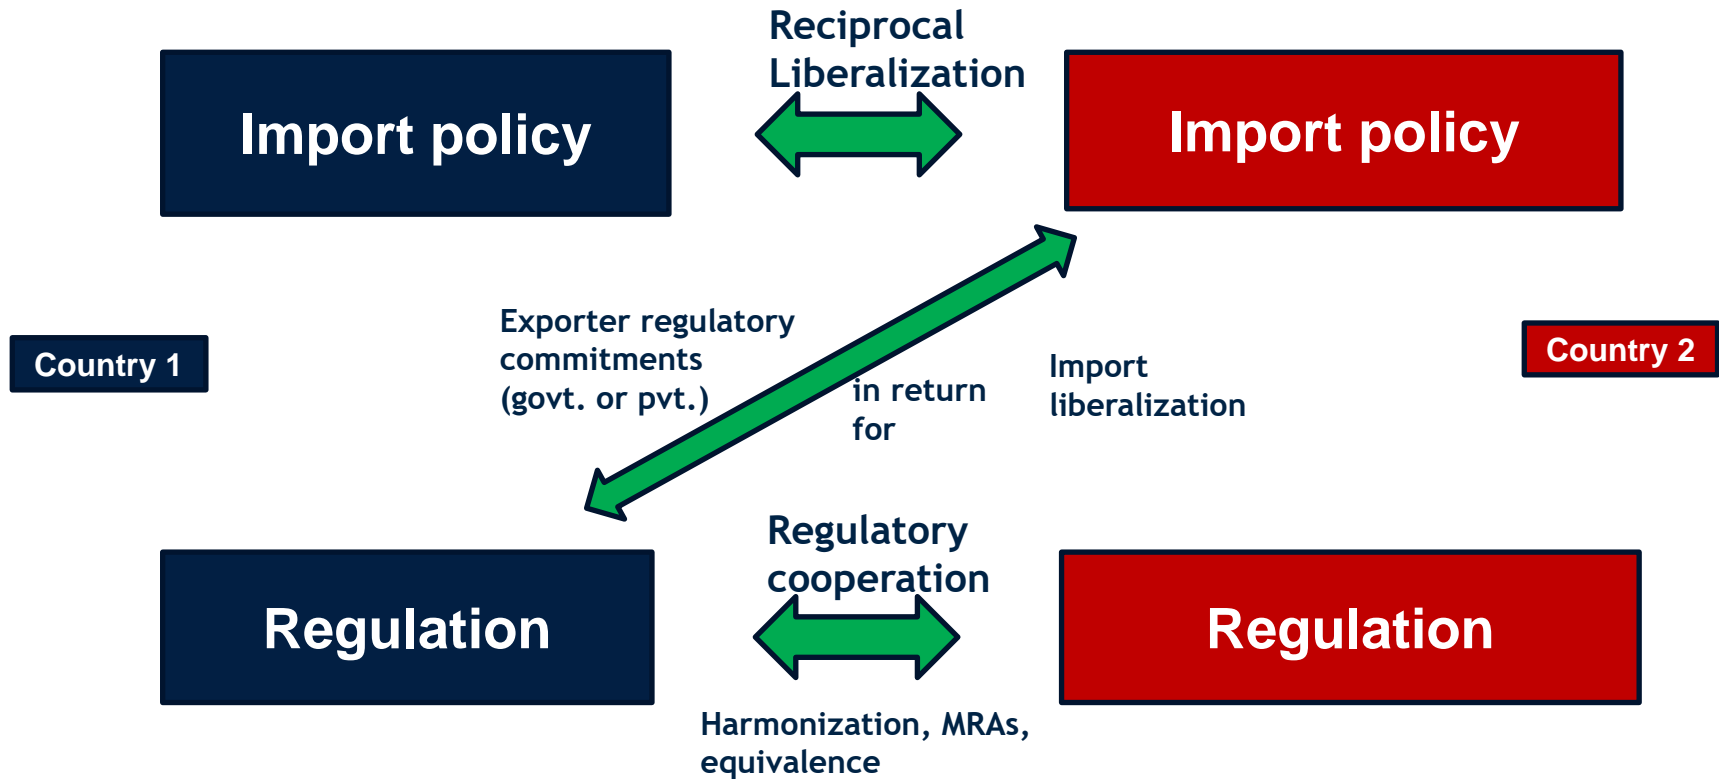 Reciprocal
Liberalization
Import policy
Import policy
Exporter regulatory
commitments
(govt. or pvt.)
in return
for
Import
liberalization
Country 1
Country 2
Regulatory
cooperation
Regulation
Regulation
Harmonization, MRAs,
equivalence